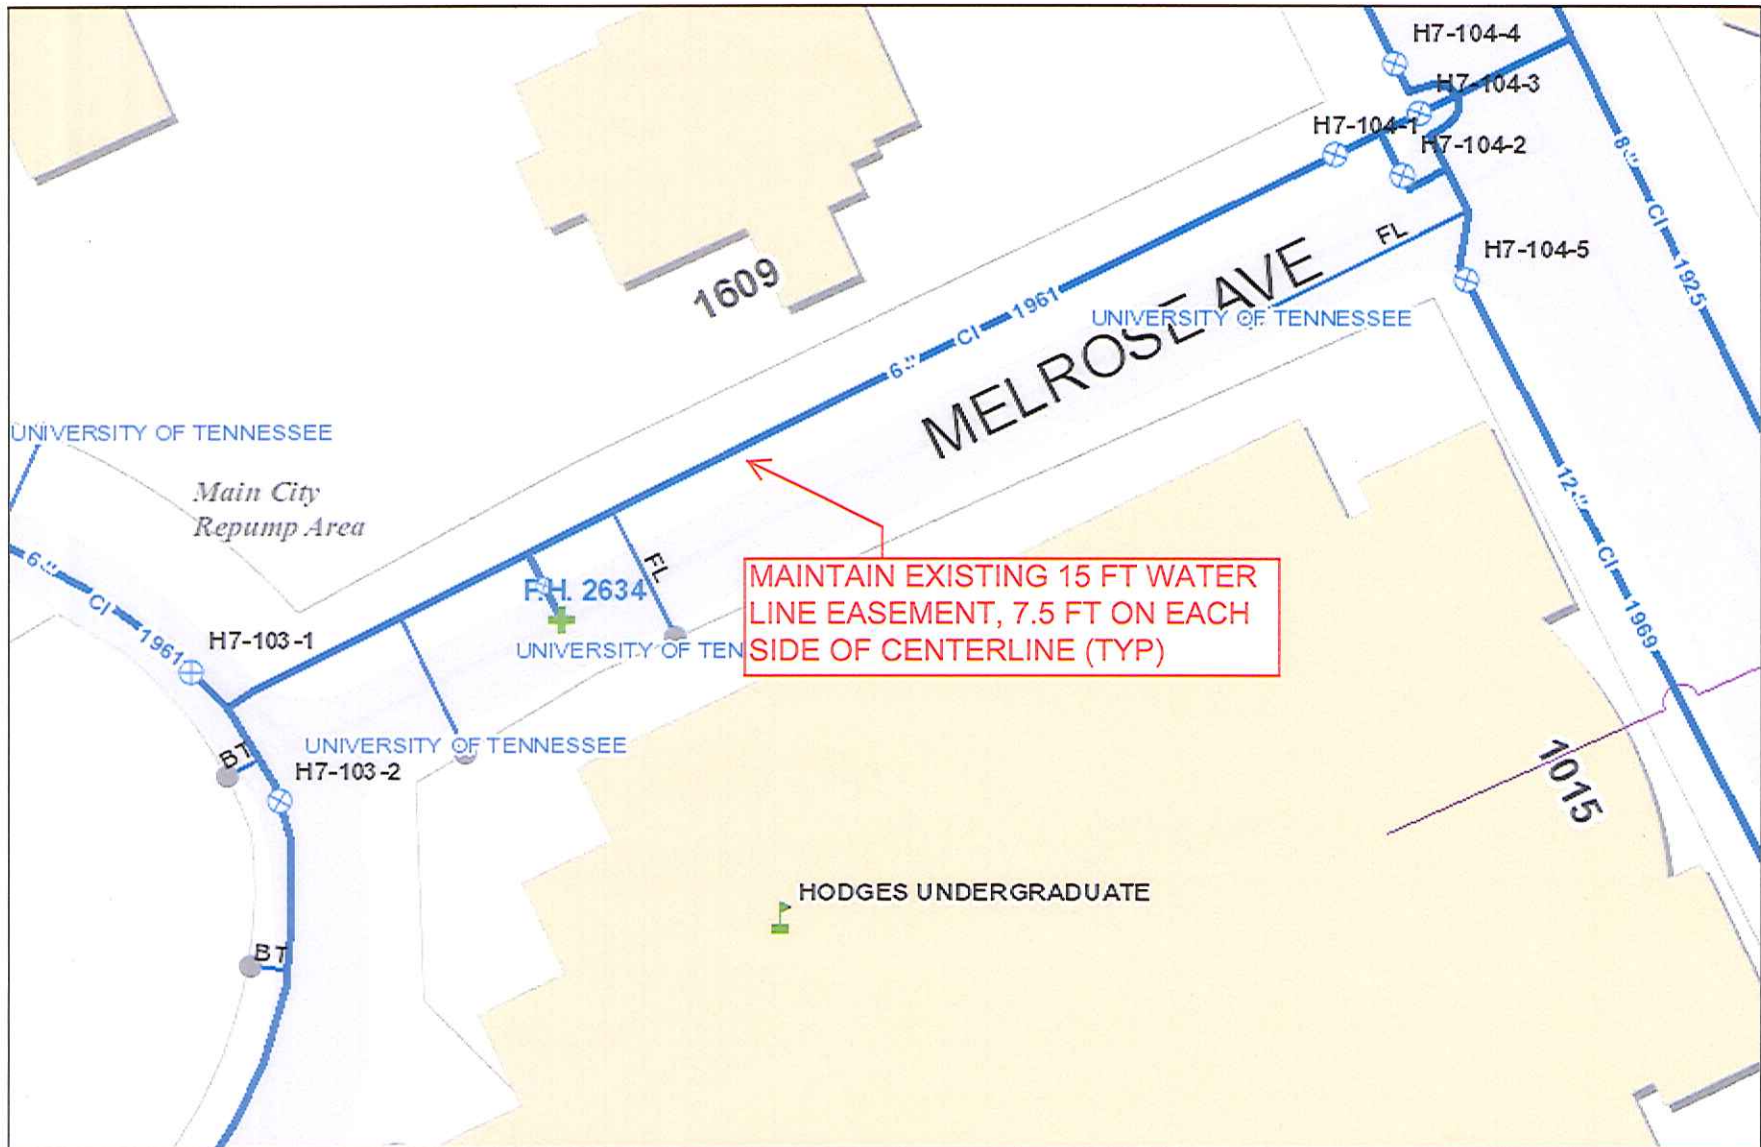 H7-104-4
H7-104-3
H7-104-1
H7-104-2
8" CI 1925
FL
H7-104-5
1609
6" CI 1961
MELROSE AVE
UNIVERSITY OF TENNESSEE
UNIVERSITY OF TENNESSEE
Main City
Repump Area
12" CI 1969
6" CI 1961
FL
F.H. 2634
MAINTAIN EXISTING 15 FT WATER
LINE EASEMENT, 7.5 FT ON EACH
SIDE OF CENTERLINE (TYP)
H7-103-1
UNIVERSITY OF TEN
UNIVERSITY OF TENNESSEE
BT
H7-103-2
1015
HODGES UNDERGRADUATE
BT